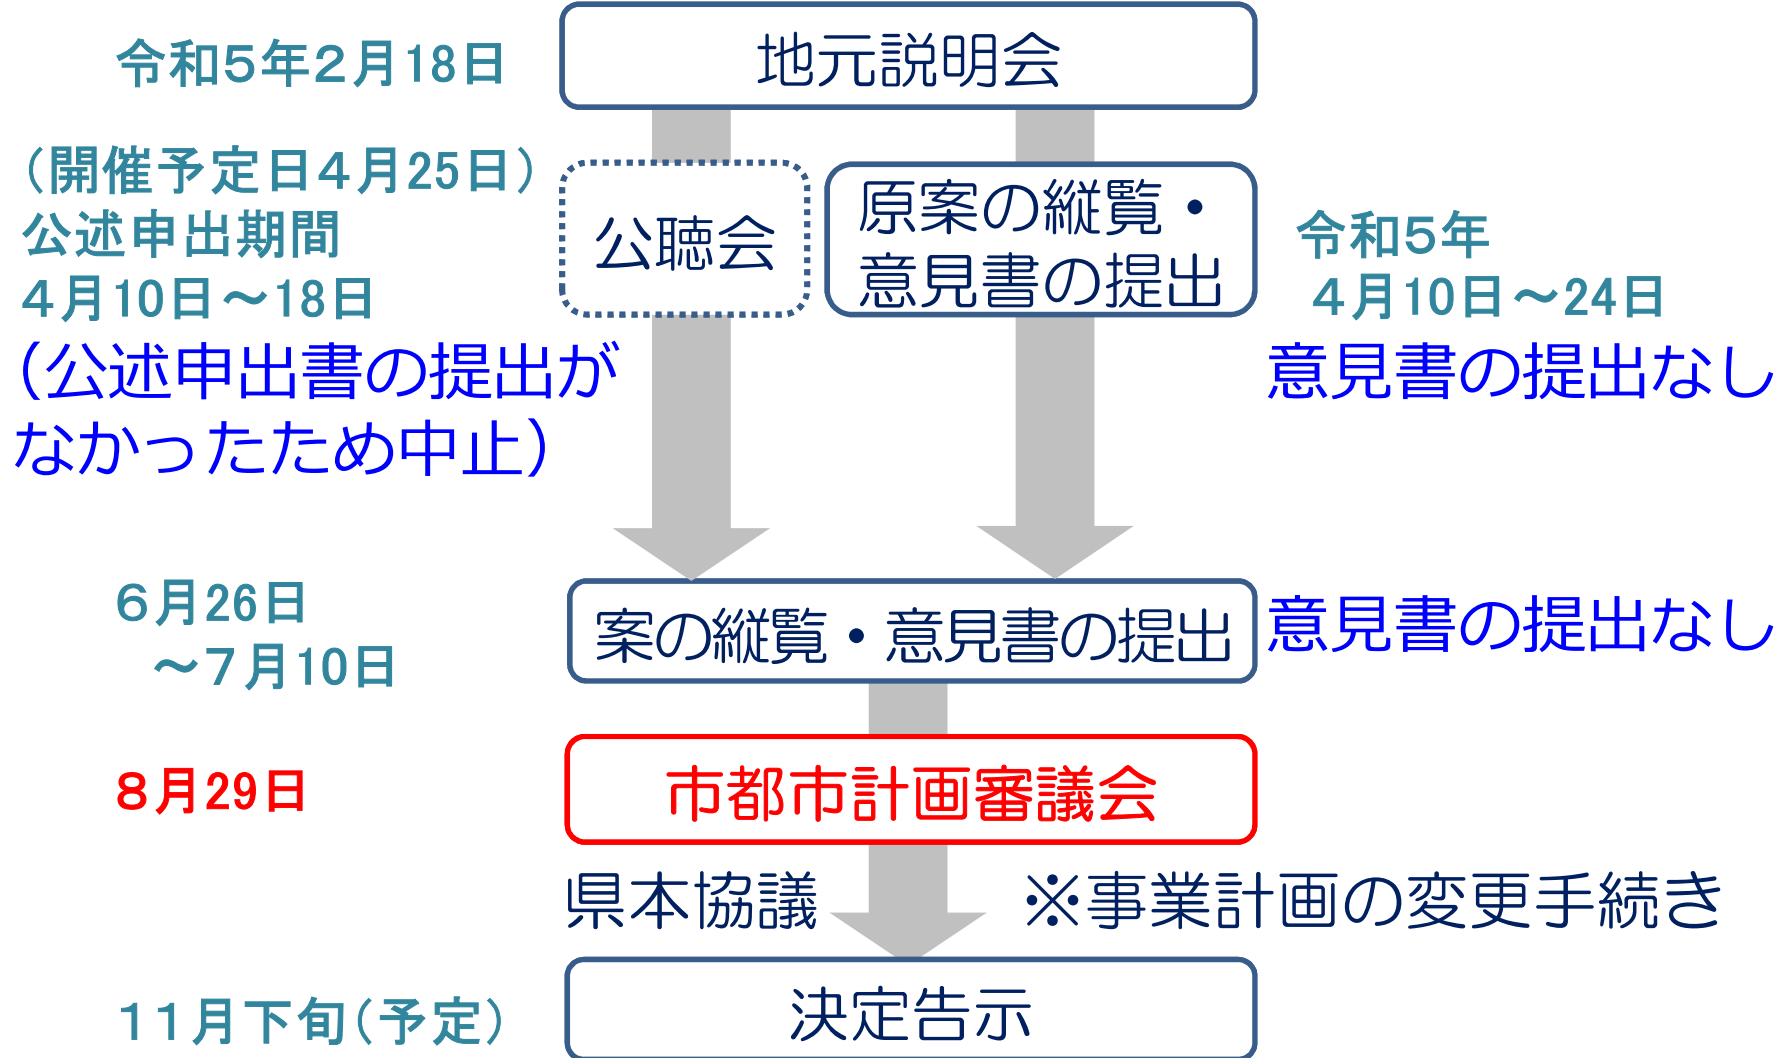 令和５年２月18日
地元説明会
（開催予定日４月25日）
公述申出期間
４月10日～18日
（公述申出書の提出が
なかったため中止）
公聴会
原案の縦覧・
意見書の提出
令和５年
４月10日～24日
意見書の提出なし
６月26日
～７月10日
案の縦覧・意見書の提出
意見書の提出なし
８月29日
市都市計画審議会
県本協議
※事業計画の変更手続き
１１月下旬（予定）
決定告示